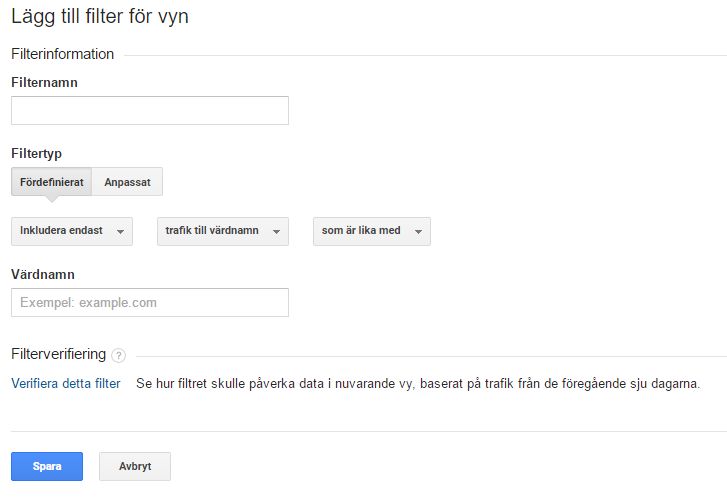 Lägg till filter för vyn
Filterinformation
Filternamn
Filtertyp
Fördefinierat Anpassat
Inkludera endast trafik till värdnamn som är lika med
Värdnamn
Exempel: example.com
Filterverifiering ?
Verifiera detta filter Se hur filtret skulle påverka data i nuvarande vy, baserat på trafik från de föregående sju dagarna.
Spara Avbryt